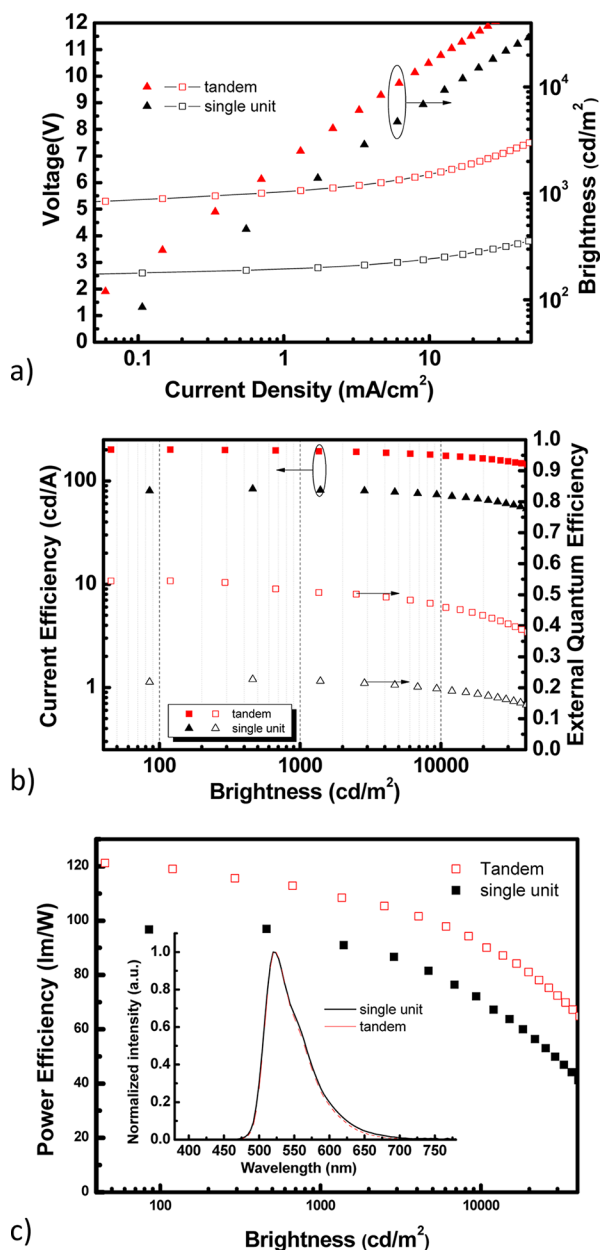 12
11
10
9
8
7
6
5
4
3
2
1
0
Voltage(V)
tandem
single unit
10^4
10^3
10^2
Brightness (cd/m^2)
0.1 1 10
Current Density (mA/cm^2)
a)
100
10
1
Current Efficiency (cd/A)
1.0
0.9
0.8
0.7
0.6
0.5
0.4
0.3
0.2
0.1
0.0
External Quantum Efficiency
tandem
single unit
100 1000 10000
Brightness (cd/m^2)
b)
120
100
80
60
40
20
0
Power Efficiency (lm/W)
Tandem
single unit
1.0
0.8
0.6
0.4
0.2
0.0
Normalized intensity (a.u.)
single unit
tandem
400 450 500 550 600 650 700 750
Wavelength (nm)
100 1000 10000
Brightness (cd/m^2)
c)